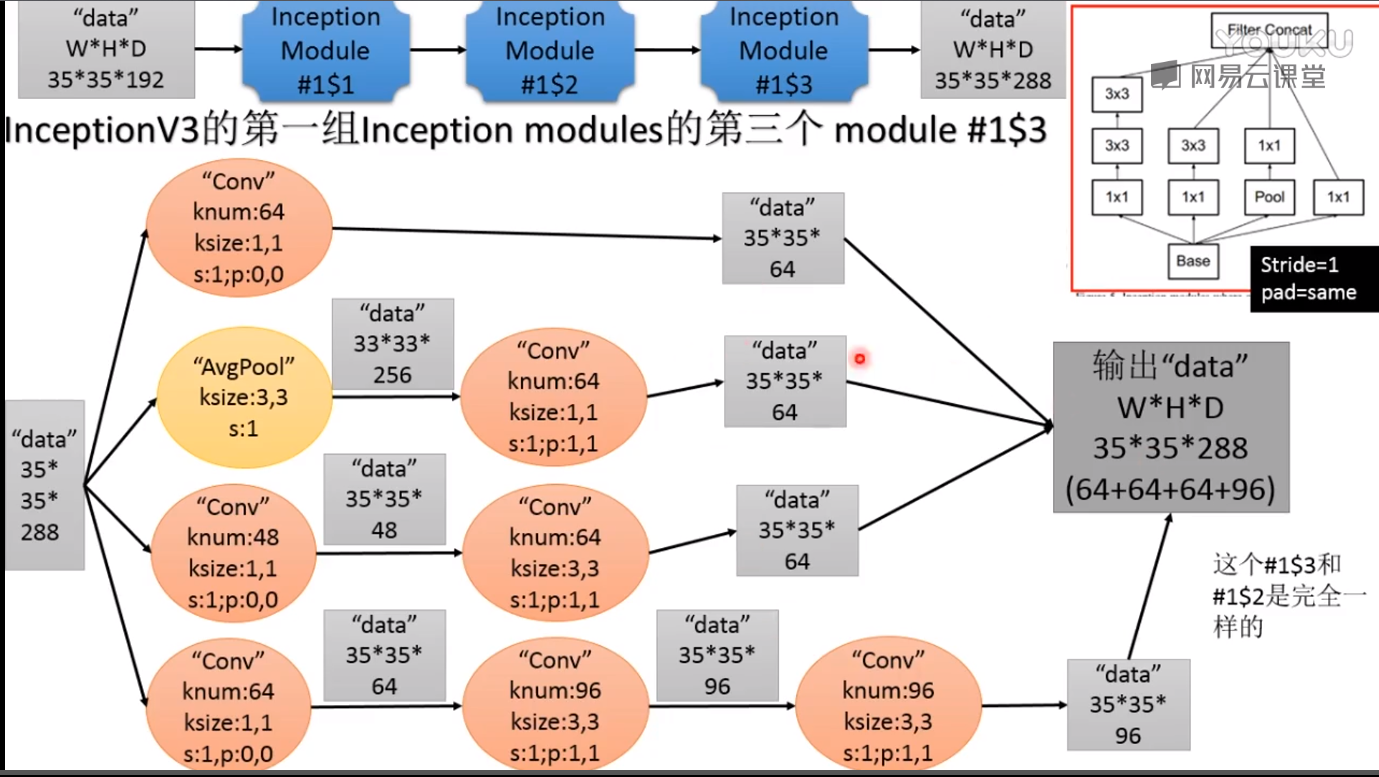 “data”
W*H*D
35*35*192
Inception
Module
#1$1
Inception
Module
#1$2
Inception
Module
#1$3
“data”
W*H*D
35*35*288
Filter Concat
YOUKU
网易云课堂
3x3
3x3
3x3
1x1
1x1
1x1
Pool
1x1
Base
Stride=1
pad=same
InceptionV3的第一组Inception modules的第三个 module #1$3
“data”
35*
35*
288
“Conv”
knum:64
ksize:1,1
s:1;p:0,0
“data”
35*35*
64
“AvgPool”
ksize:3,3
s:1
“data”
33*33*
256
“Conv”
knum:64
ksize:1,1
s:1;p:1,1
“data”
35*35*
64
“Conv”
knum:48
ksize:1,1
s:1;p:0,0
“data”
35*35*
48
“Conv”
knum:64
ksize:3,3
s:1;p:1,1
“data”
35*35*
64
“Conv”
knum:64
ksize:1,1
s:1,p:0,0
“data”
35*35*
64
“Conv”
knum:96
ksize:3,3
s:1;p:1,1
“data”
35*35*
96
“Conv”
knum:96
ksize:3,3
s:1;p:1,1
“data”
35*35*
96
输出“data”
W*H*D
35*35*288
(64+64+64+96)
这个#1$3和
#1$2是完全一
样的